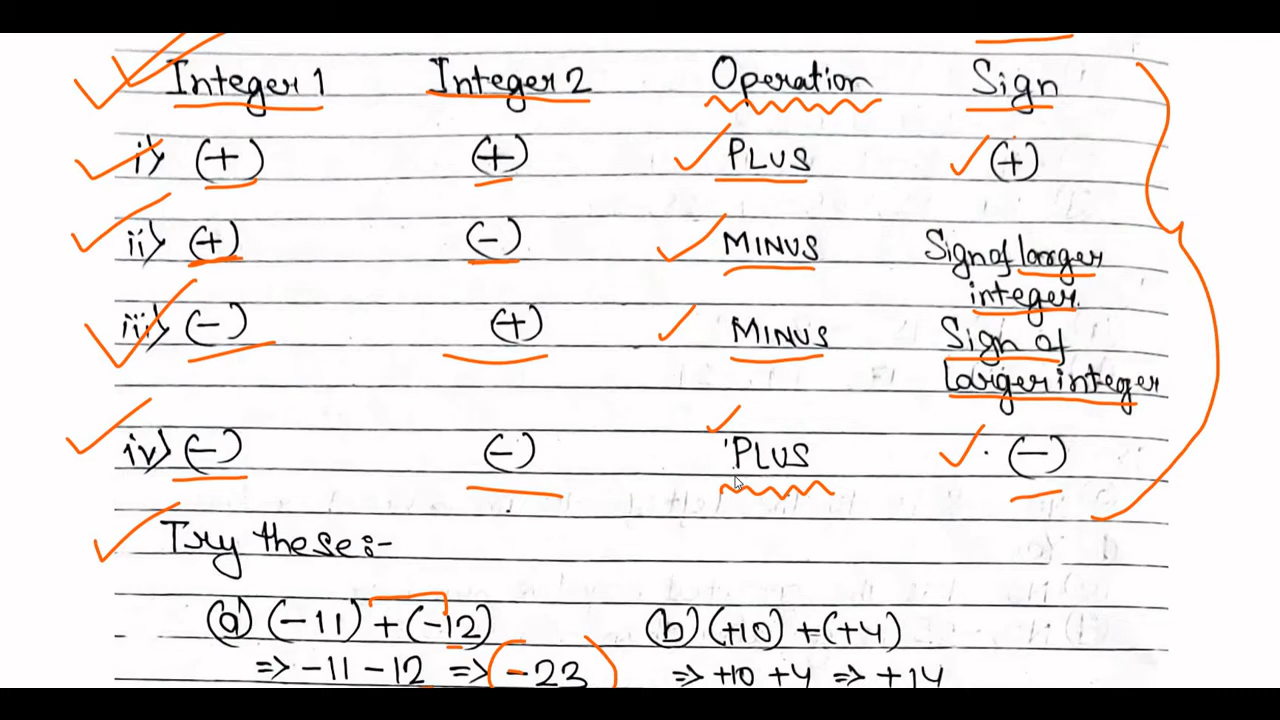 Integer 1 Integer 2 Operation Sign
i) (+) (+) PLUS (+)
ii) (+) (-) MINUS Sign of larger
integer.
iii) (-) (+) MINUS Sign of
larger integer
iv) (-) (-) PLUS (-)
Try these:-
(a) (-11) + (-12) (b) (+10) + (+4)
=> -11 - 12 => -23 => +10 + 4 => +14